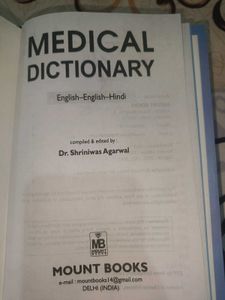 MEDICAL
DICTIONARY
English–English–Hindi
compiled & edited by
Dr. Shriniwas Agarwal
MB
MOUNT BOOKS
e-mail : mountbooks14@gmail.com
DELHI (INDIA)